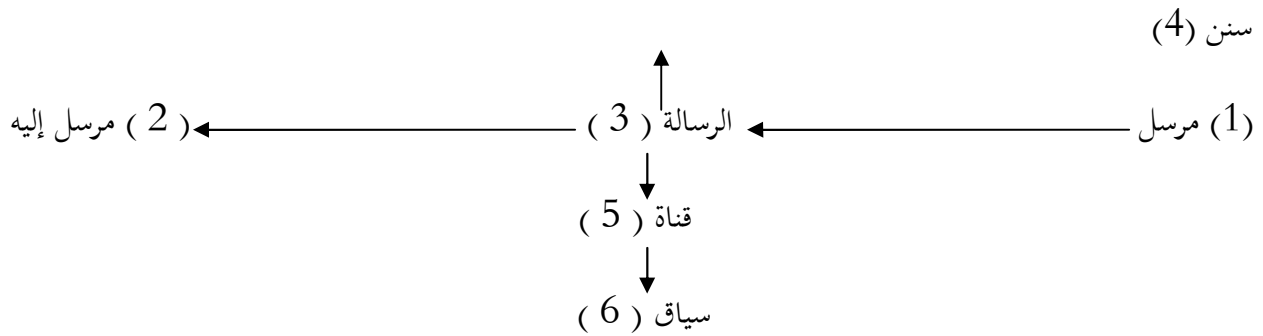 سنن (4)
(1) مرسل الرسالة ( 3 ) ( 2 ) مرسل إليه
قناة ( 5 )
سياق ( 6 )